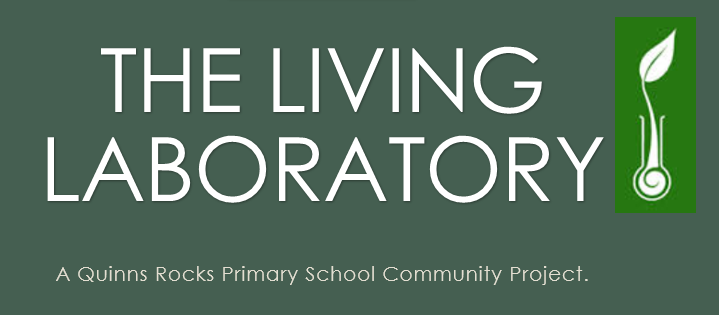 THE LIVING
LABORATORY
A Quinns Rocks Primary School Community Project.